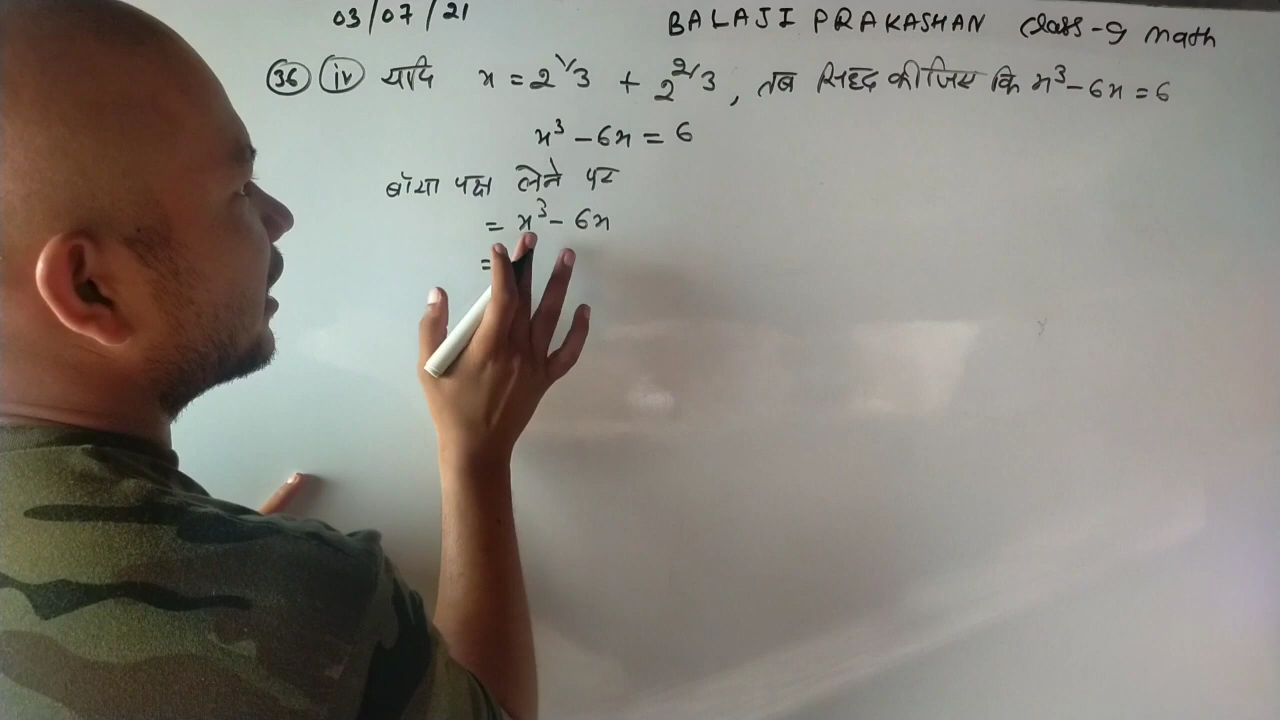 03/07/21 BALAJI PRAKASHAN Class-9 Math
36 iv यदि x = 2^1/3 + 2^2/3, तब सिद्ध कीजिए कि x³ - 6x = 6
x³ - 6x = 6
बाँया पक्ष लेने पर
= x³ - 6x
=